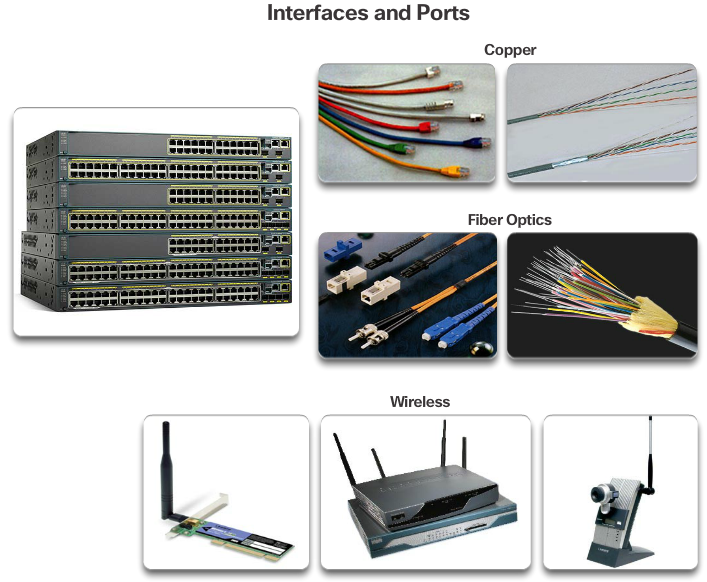 Interfaces and Ports
Copper
Fiber Optics
Wireless